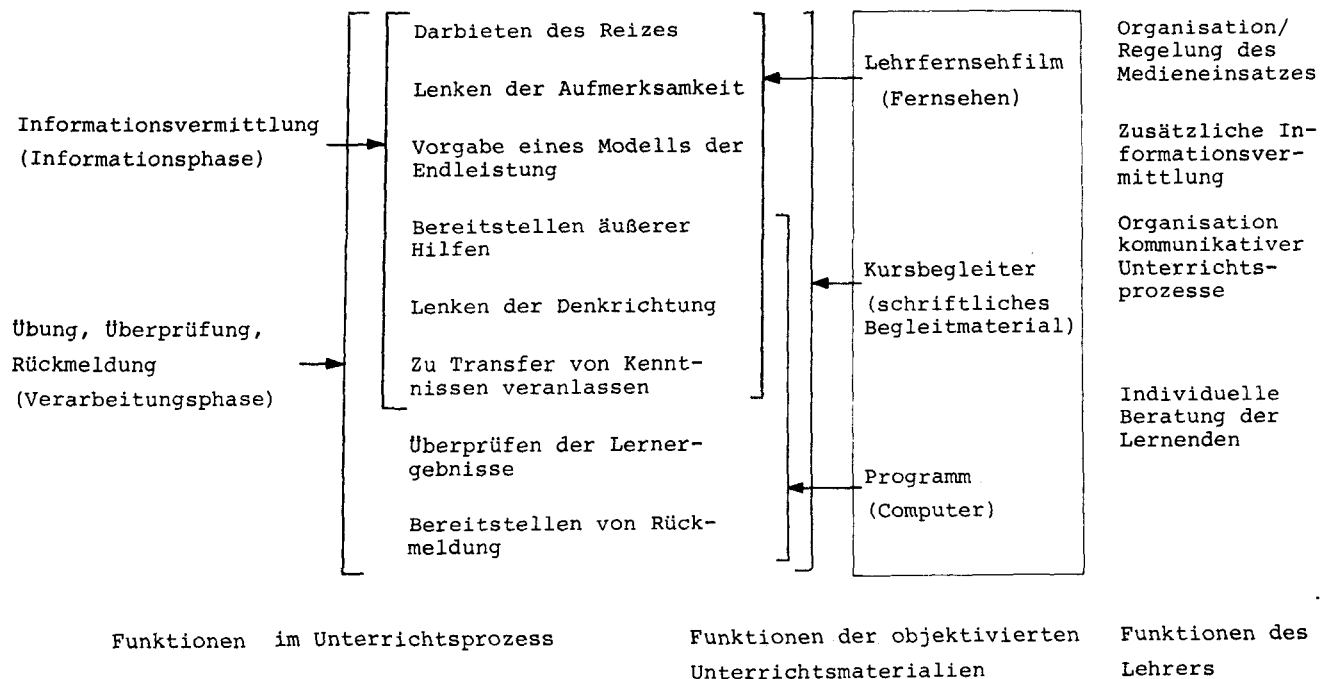 Informationsvermittlung
(Informationsphase)
Übung, Überprüfung,
Rückmeldung
(Verarbeitungsphase)
Darbieten des Reizes
Lenken der Aufmerksamkeit
Vorgabe eines Modells der
Endleistung
Bereitstellen äußerer
Hilfen
Lenken der Denkrichtung
Zu Transfer von Kennt-
nissen veranlassen
Überprüfen der Lerner-
gebnisse
Bereitstellen von Rück-
meldung
Lehrfernsehfilm
(Fernsehen)
Kursbegleiter
(schriftliches
Begleitmaterial)
Programm
(Computer)
Organisation/
Regelung des
Medieneinsatzes
Zusätzliche In-
formationsver-
mittlung
Organisation
kommunikativer
Unterrichts-
prozesse
Individuelle
Beratung der
Lernenden
Funktionen im Unterrichtsprozess
Funktionen der objektivierten
Unterrichtsmaterialien
Funktionen des
Lehrers